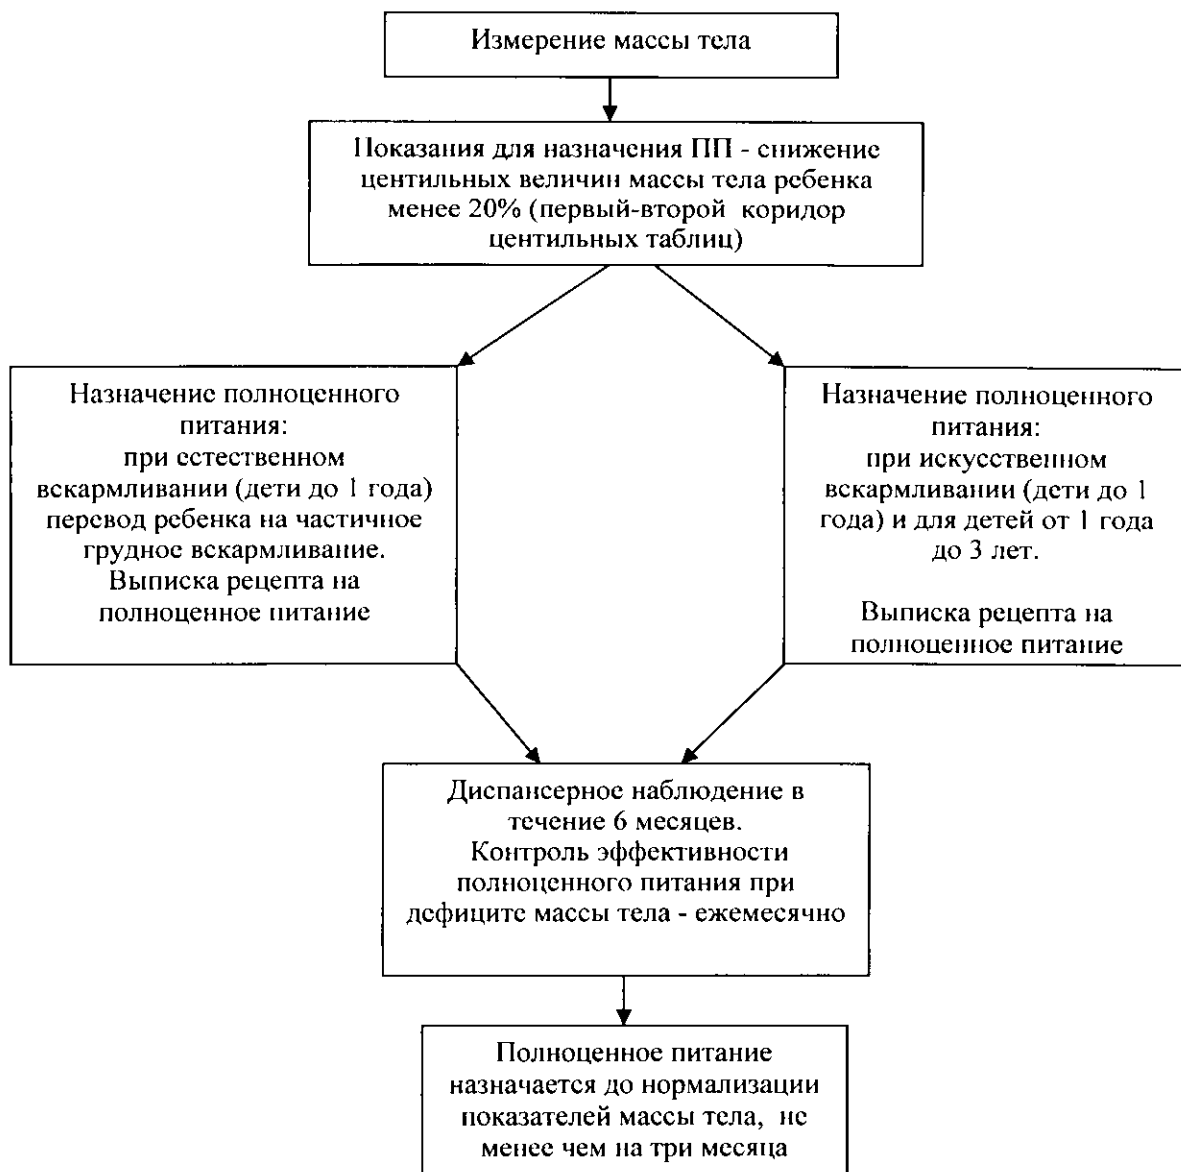 Измерение массы тела
Показания для назначения ПП - снижение
центильных величин массы тела ребенка
менее 20% (первый-второй коридор
центильных таблиц)
Назначение полноценного
питания:
при естественном
вскармливании (дети до 1 года)
перевод ребенка на частичное
грудное вскармливание.
Выписка рецепта на
полноценное питание
Назначение полноценного
питания:
при искусственном
вскармливании (дети до 1
года) и для детей от 1 года
до 3 лет.
Выписка рецепта на
полноценное питание
Диспансерное наблюдение в
течение 6 месяцев.
Контроль эффективности
полноценного питания при
дефиците массы тела - ежемесячно
Полноценное питание
назначается до нормализации
показателей массы тела, не
менее чем на три месяца